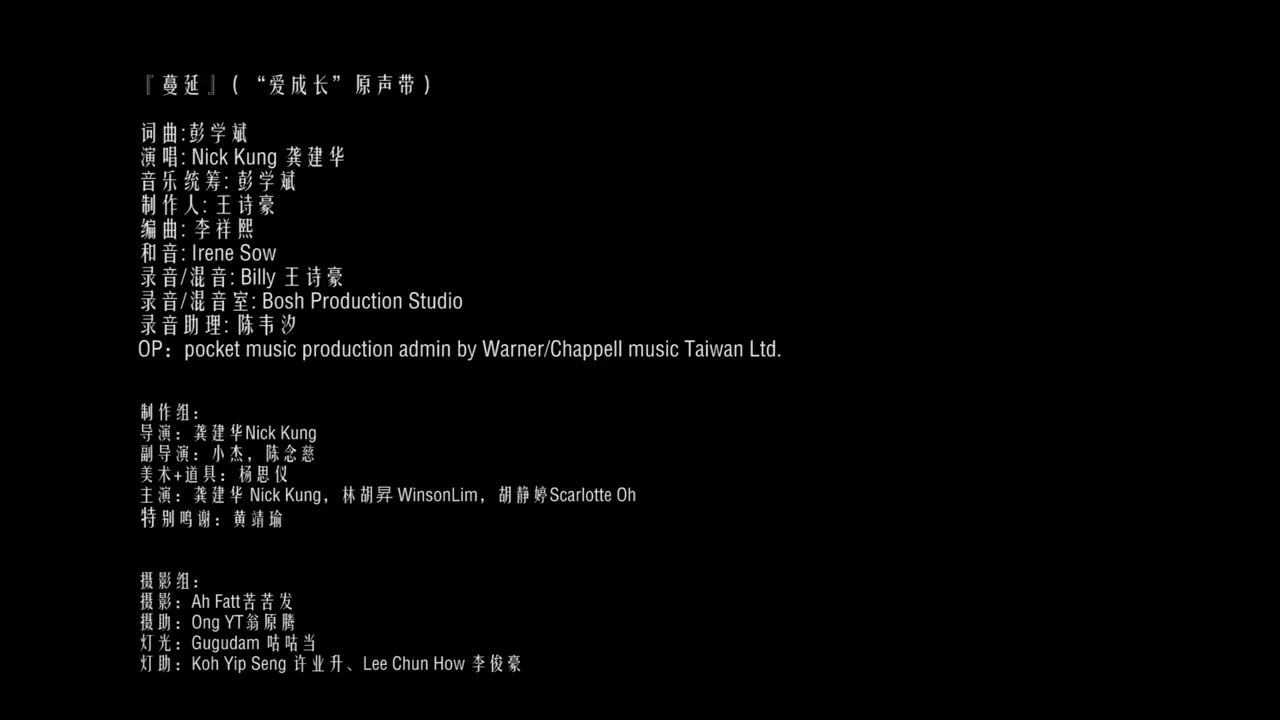 『蔓延』(“爱成长”原声带)
词曲:彭学斌
演唱: Nick Kung 龚建华
音乐统筹: 彭学斌
制作人: 王诗豪
编曲: 李祥熙
和音: Irene Sow
录音/混音: Billy 王诗豪
录音/混音室: Bosh Production Studio
录音助理: 陈韦汐
OP：pocket music production admin by Warner/Chappell music Taiwan Ltd.
制作组：
导演：龚建华Nick Kung
副导演：小杰，陈念慈
美术+道具：杨思仪
主演：龚建华 Nick Kung，林胡昇 WinsonLim，胡静婷Scarlotte Oh
特别鸣谢：黄靖瑜
摄影组：
摄影：Ah Fatt苦苦发
摄助：Ong YT翁原腾
灯光：Gugudam 咕咕当
灯助：Koh Yip Seng 许业升、Lee Chun How 李俊豪